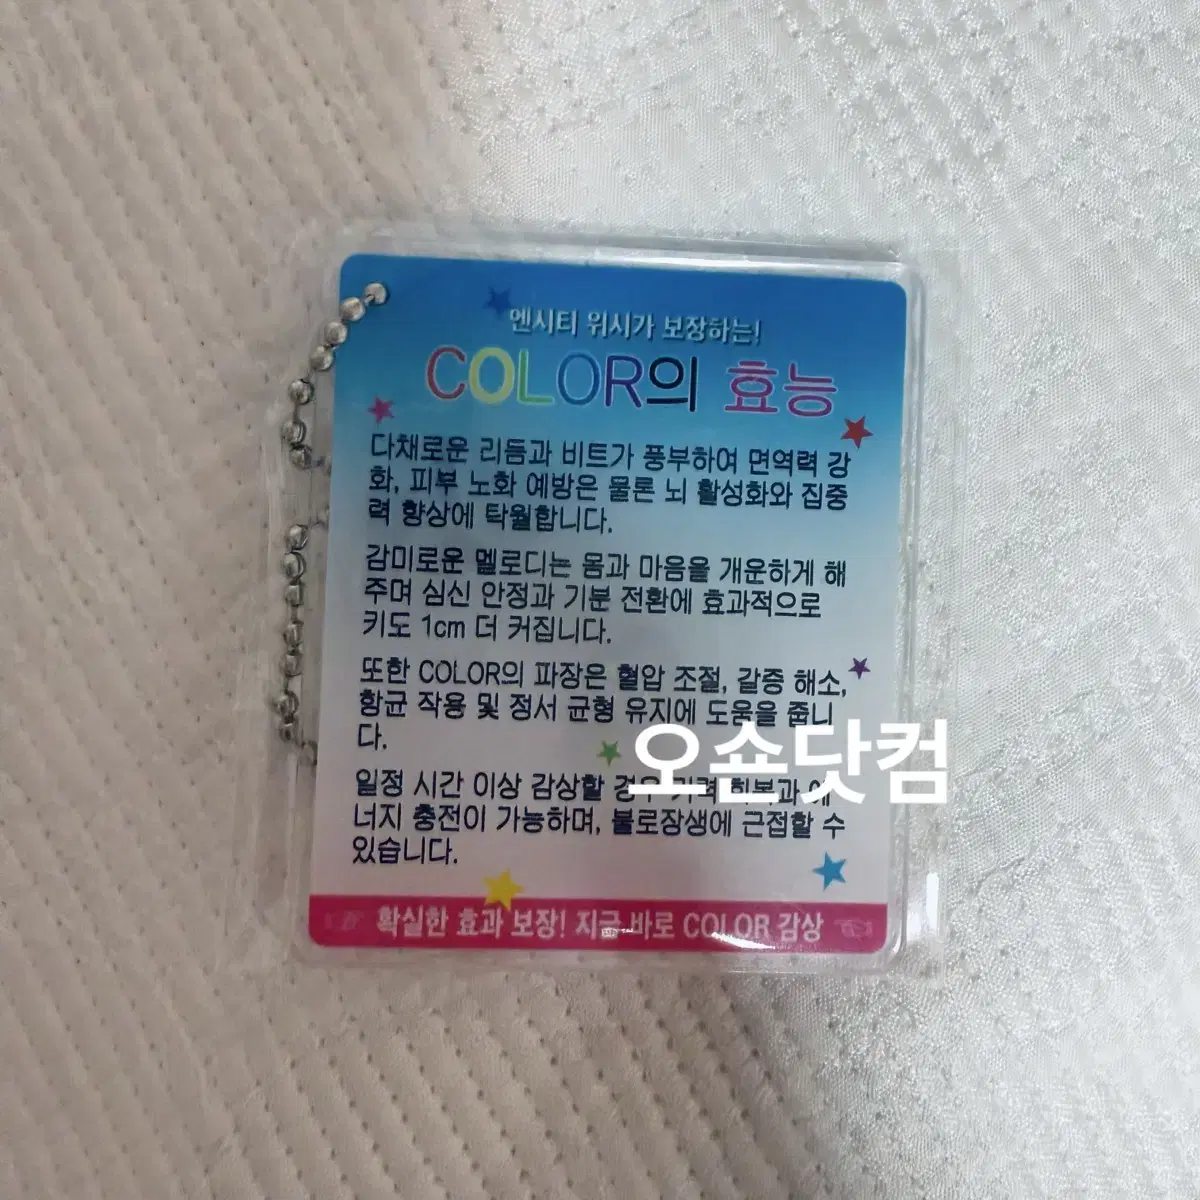 엔시티 위시가 보장하는!
COLOR의 효능
다채로운 리듬과 비트가 풍부하여 면역력 강
화, 피부 노화 예방은 물론 뇌 활성화와 집중
력 향상에 탁월합니다.
감미로운 멜로디는 몸과 마음을 개운하게 해
주며 심신 안정과 기분 전환에 효과적으로
키도 1cm 더 커집니다.
또한 COLOR의 파장은 혈압 조절, 갈증 해소,
항균 작용 및 정서 균형 유지에 도움을 줍니
다.
오숀닷컴
일정 시간 이상 감상할 경우 기력 회복과 에
너지 충전이 가능하며, 불로장생에 근접할 수
있습니다.
확실한 효과 보장! 지금 바로 COLOR 감상